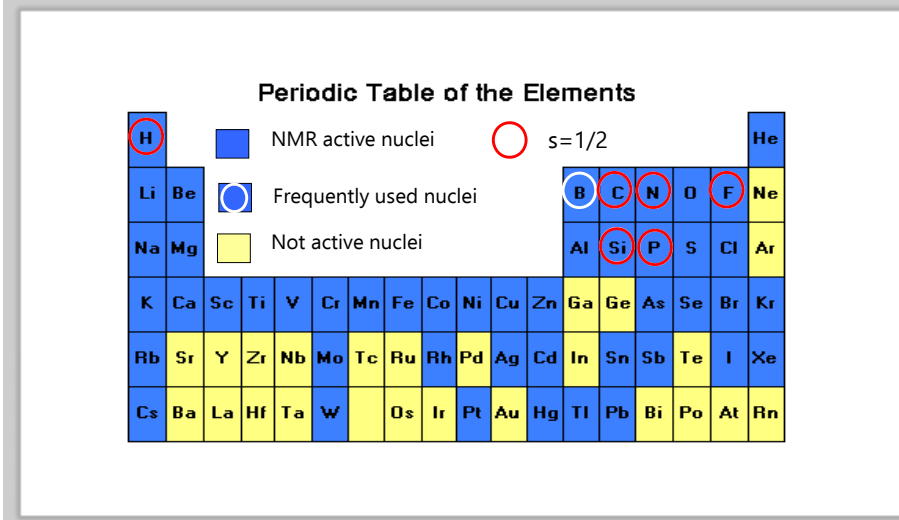 Periodic Table of the Elements
H NMR active nuclei s=1/2 He
Li Be Frequently used nuclei B C N O F Ne
Na Mg Not active nuclei Al Si P S Cl Ar
K Ca Sc Ti V Cr Mn Fe Co Ni Cu Zn Ga Ge As Se Br Kr
Rb Sr Y Zr Nb Mo Tc Ru Rh Pd Ag Cd In Sn Sb Te I Xe
Cs Ba La Hf Ta W Os Ir Pt Au Hg Tl Pb Bi Po At Rn